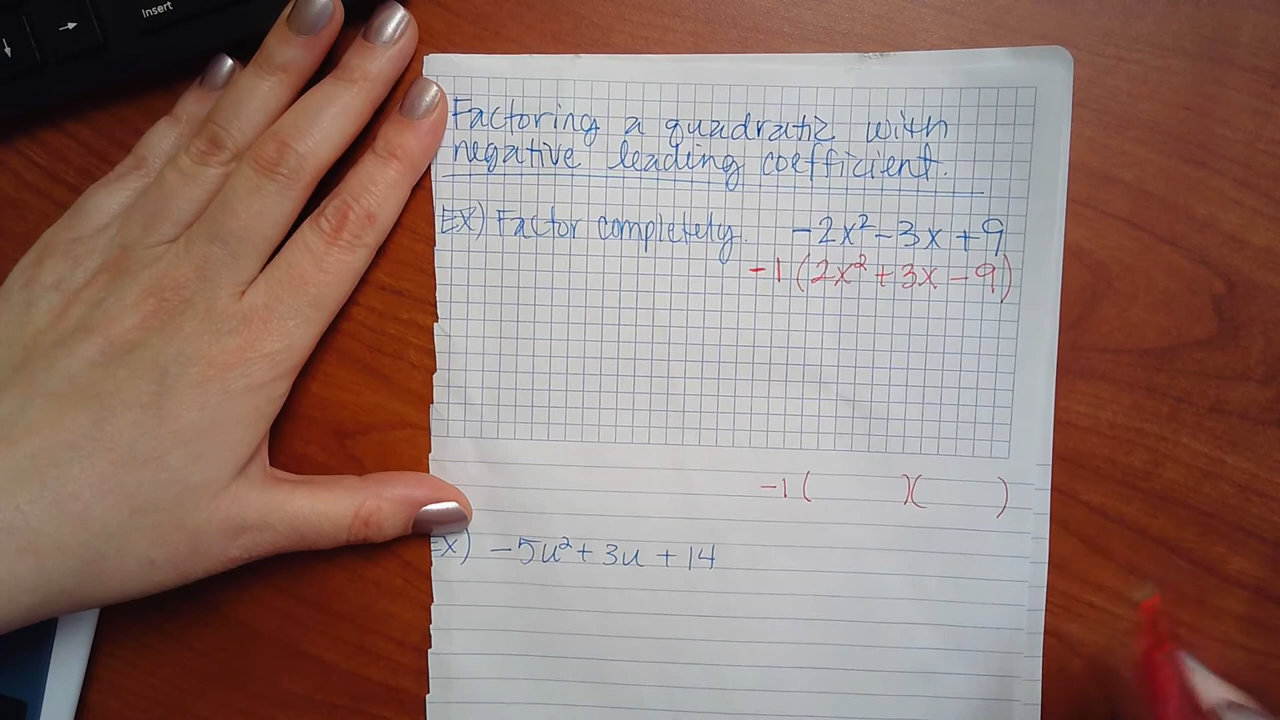 Insert
↓ →
Factoring a quadratic with
negative leading coefficient.
EX) Factor completely. -2x²-3x+9
-1(2x²+3x-9)
-1( )( )
EX) -5u²+3u+14